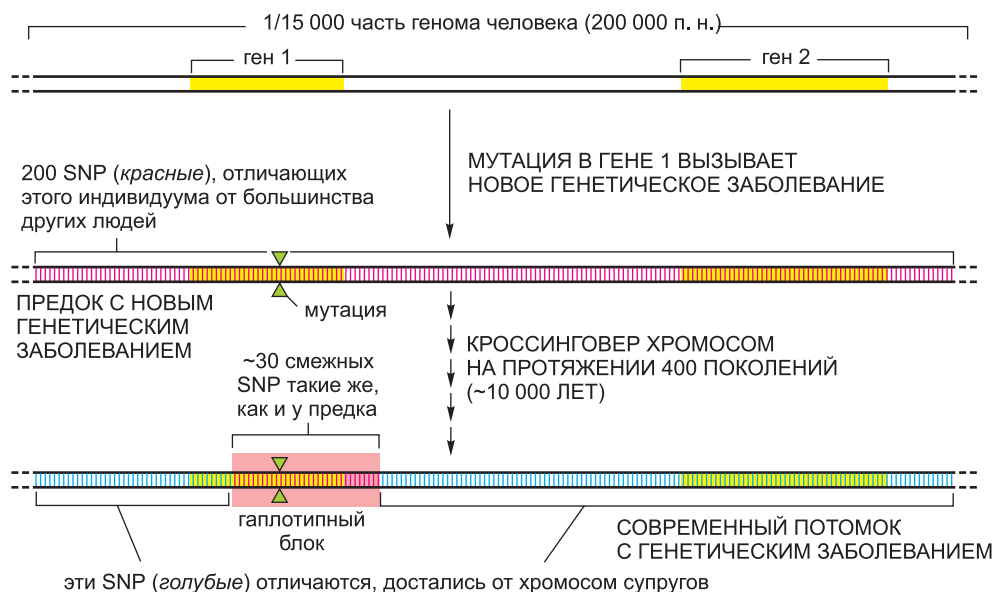 1/15 000 часть генома человека (200 000 п. н.)
ген 1
ген 2
МУТАЦИЯ В ГЕНЕ 1 ВЫЗЫВАЕТ
НОВОЕ ГЕНЕТИЧЕСКОЕ ЗАБОЛЕВАНИЕ
200 SNP (красные), отличающих
этого индивидуума от большинства
других людей
ПРЕДОК С НОВЫМ
ГЕНЕТИЧЕСКИМ
ЗАБОЛЕВАНИЕМ
мутация
КРОССИНГОВЕР ХРОМОСОМ
НА ПРОТЯЖЕНИИ 400 ПОКОЛЕНИЙ
(~10 000 ЛЕТ)
~30 смежных
SNP такие же,
как и у предка
гаплотипный
блок
СОВРЕМЕННЫЙ ПОТОМОК
С ГЕНЕТИЧЕСКИМ ЗАБОЛЕВАНИЕМ
эти SNP (голубые) отличаются, достались от хромосом супругов